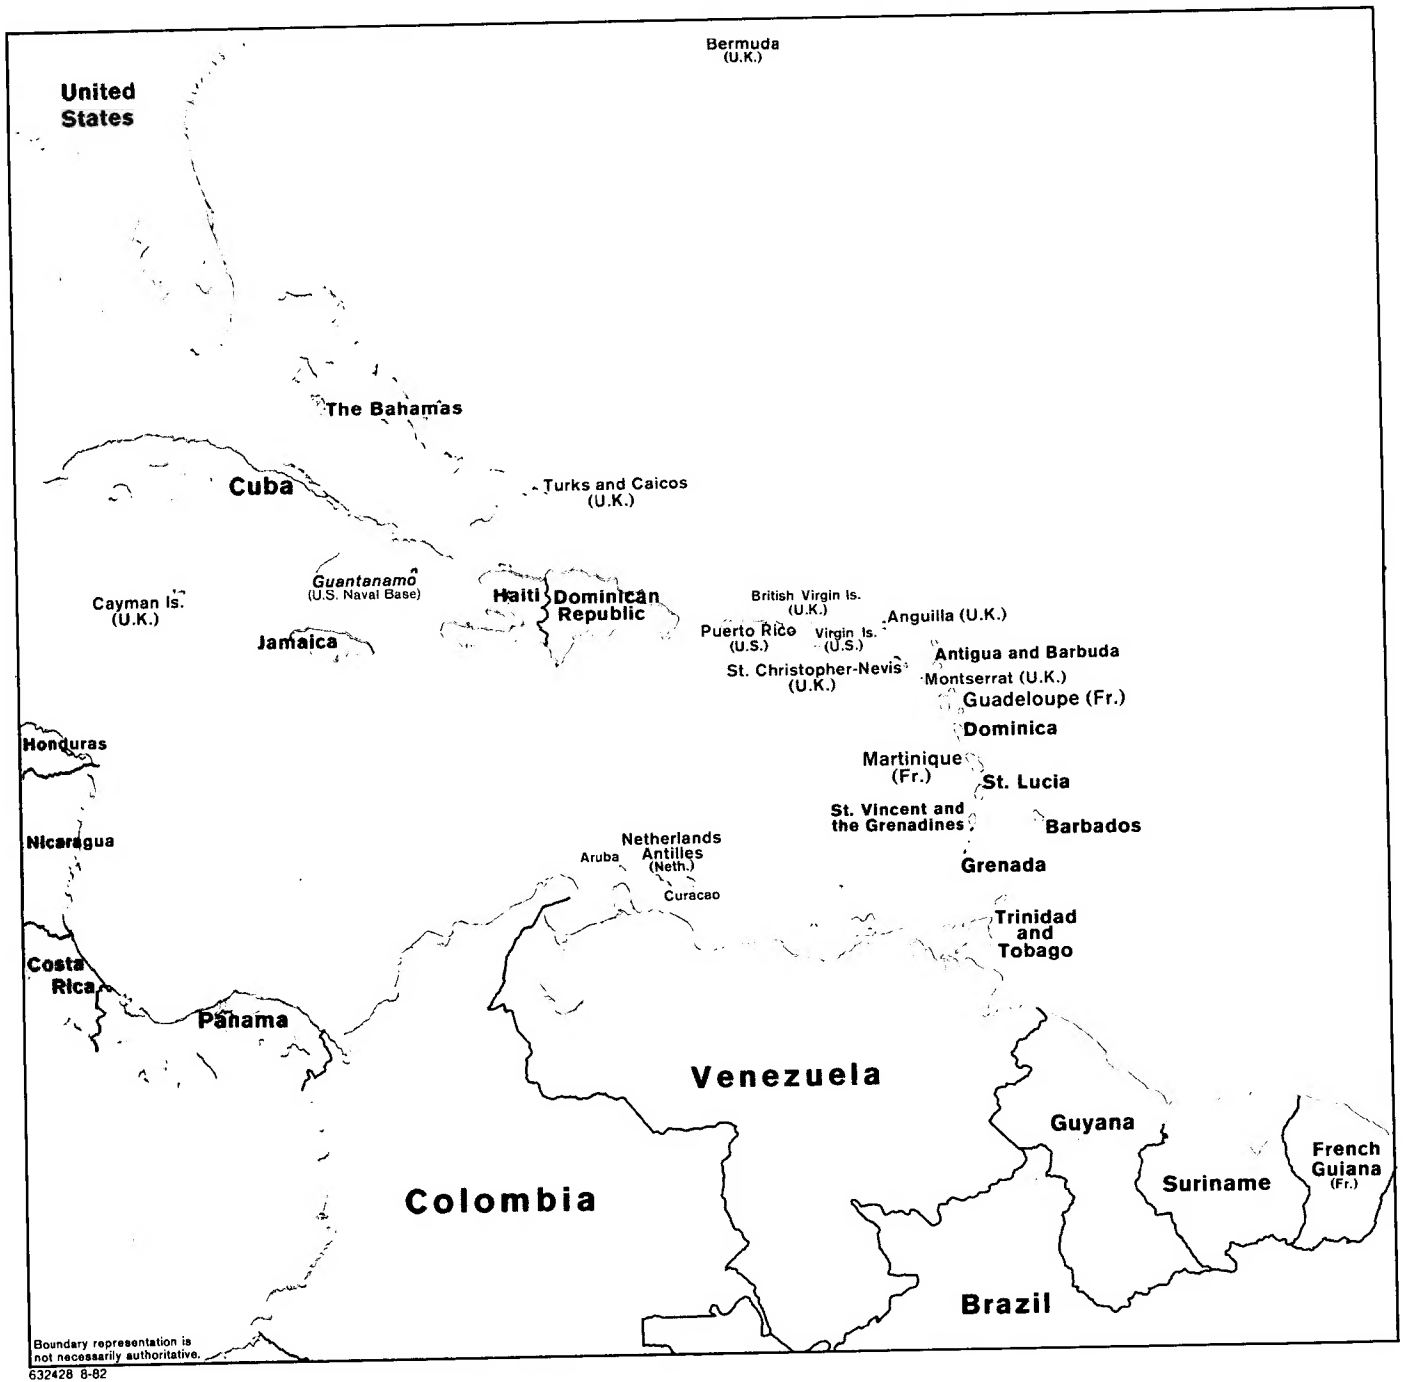 Bermuda
(U.K.)
United
States
The Bahamas
Cuba
Turks and Caicos
(U.K.)
Guantanamo
(U.S. Naval Base)
Cayman Is.
(U.K.)
Jamaica
Haiti
Dominican
Republic
British Virgin Is.
(U.K.)
Anguilla (U.K.)
Puerto Rico
(U.S.)
Virgin Is.
(U.S.)
St. Christopher-Nevis
(U.K.)
Antigua and Barbuda
Montserrat (U.K.)
Guadeloupe (Fr.)
Dominica
Martinique
(Fr.)
St. Lucia
St. Vincent and
the Grenadines
Barbados
Grenada
Honduras
Nicaragua
Netherlands
Antilles
(Neth.)
Aruba
Curacao
Trinidad
and
Tobago
Costa
Rica
Panama
Venezuela
Guyana
Suriname
French
Guiana
(Fr.)
Colombia
Brazil
Boundary representation is
not necessarily authoritative.
632428 8-82